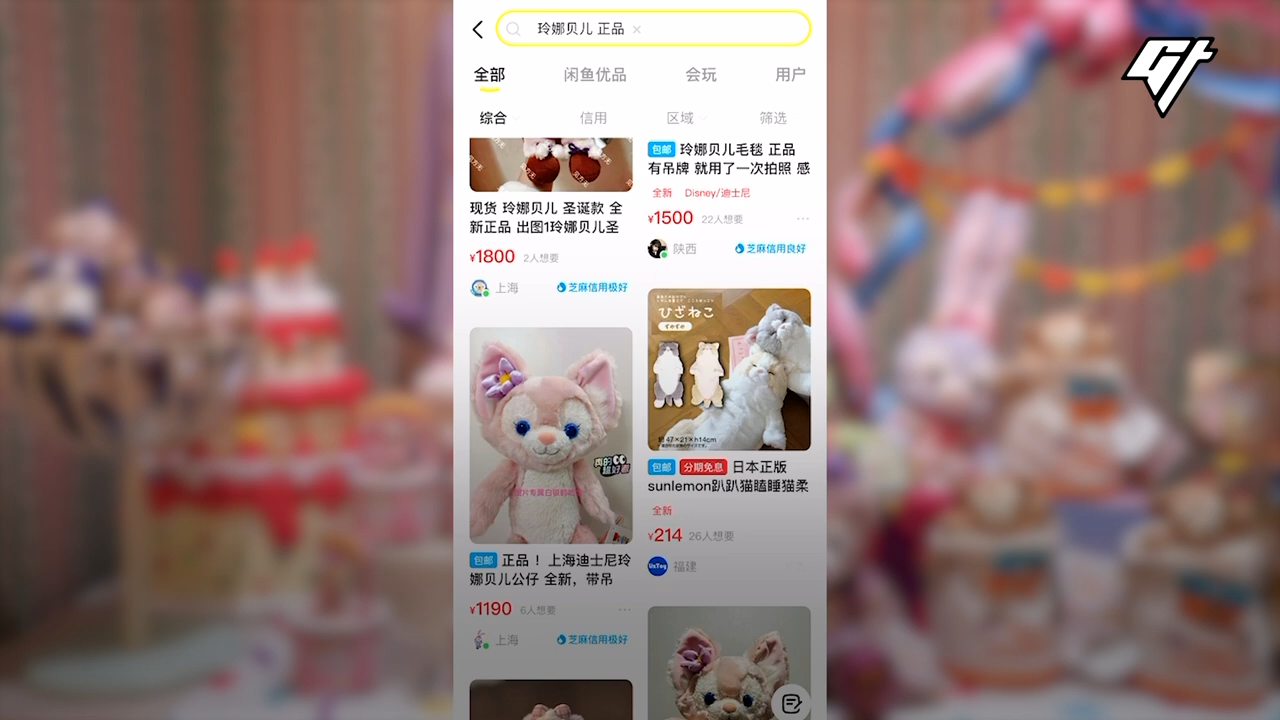 玲娜贝儿 正品
全部 闲鱼优品 会玩 用户
综合 信用 区域 筛选
现货 玲娜贝儿 圣诞款 全
新正品 出图1玲娜贝儿圣
¥1800 2人想要
上海 芝麻信用极好
包邮 玲娜贝儿毛毯 正品
有吊牌 就用了一次拍照 感
全新 Disney/迪士尼
¥1500 22人想要
陕西 芝麻信用良好
ひざねこ
約47×21×h14cm
包邮 分期免息 日本正版
sunlemon趴趴猫瞌睡猫柔
全新
¥214 26人想要
福建
包邮 正品！上海迪士尼玲
娜贝儿公仔 全新，带吊
¥1190 6人想要
上海 芝麻信用极好